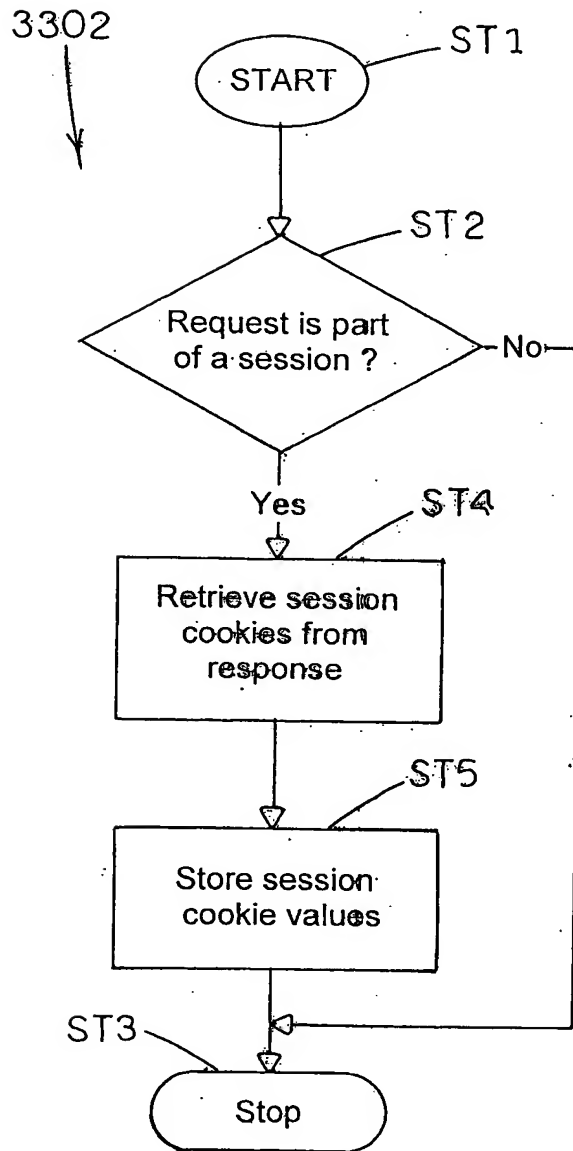 3302
ST1
START
ST2
Request is part
of a session ?
No
Yes
ST4
Retrieve session
cookies from
response
ST5
Store session
cookie values
ST3
Stop